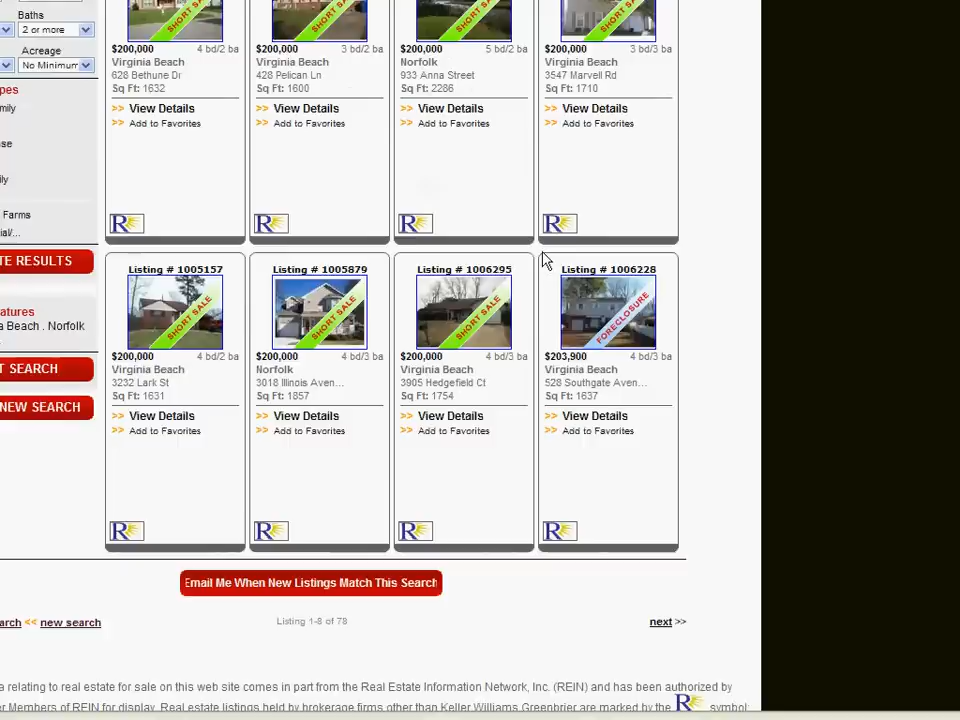 Baths
2 or more
Acreage
No Minimum
pes
mily
se
ily
Farms
ial/...
TE RESULTS
atures
a Beach . Norfolk
T SEARCH
NEW SEARCH
SHORT SALE
SHORT SALE
SHORT SALE
SHORT SALE
$200,000 4 bd/2 ba
Virginia Beach
628 Bethune Dr
Sq Ft: 1632
>> View Details
>> Add to Favorites
R
$200,000 3 bd/2 ba
Virginia Beach
428 Pelican Ln
Sq Ft: 1600
>> View Details
>> Add to Favorites
R
$200,000 5 bd/2 ba
Norfolk
933 Anna Street
Sq Ft: 2286
>> View Details
>> Add to Favorites
R
$200,000 3 bd/3 ba
Virginia Beach
3547 Marvell Rd
Sq Ft: 1710
>> View Details
>> Add to Favorites
R
Listing # 1005157
SHORT SALE
$200,000 4 bd/2 ba
Virginia Beach
3232 Lark St
Sq Ft: 1631
>> View Details
>> Add to Favorites
R
Listing # 1005879
SHORT SALE
$200,000 4 bd/3 ba
Norfolk
3018 Illinois Aven...
Sq Ft: 1857
>> View Details
>> Add to Favorites
R
Listing # 1006295
SHORT SALE
$200,000 4 bd/3 ba
Virginia Beach
3905 Hedgefield Ct
Sq Ft: 1754
>> View Details
>> Add to Favorites
R
Listing # 1006228
FORECLOSURE
$203,900 4 bd/3 ba
Virginia Beach
528 Southgate Aven...
Sq Ft: 1637
>> View Details
>> Add to Favorites
R
Email Me When New Listings Match This Search
arch << new search Listing 1-8 of 78 next >>
a relating to real estate for sale on this web site comes in part from the Real Estate Information Network, Inc. (REIN) and has been authorized by
er Members of REIN for display. Real estate listings held by brokerage firms other than Keller Williams Greenbrier are marked by the R symbol;